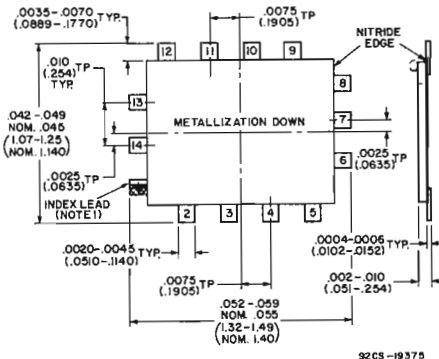 .0035-.0070 TYP.
(.0889-.1770)
.0075 TP
(.1905)
12
11
10
9
NITRIDE
EDGE
.010 TP
(.254)
TYP.
8
13
METALLIZATION DOWN
7
.042-.049
NOM. .045
(1.07-1.25)
(NOM. 1.140)
14
6
.0025 TP
(.0635)
.0025 TP
(.0635)
INDEX LEAD
(NOTE 1)
2
3
4
5
.0020-.0045 TYP.
(.0510-.1140)
.0004-.0006 TYP.
(.0102-.0152)
.0075 TP
(.1905)
.002-.010
(.051-.254)
.052-.059
NOM. .055
(1.32-1.49)
(NOM. 1.40)
92CS-19375